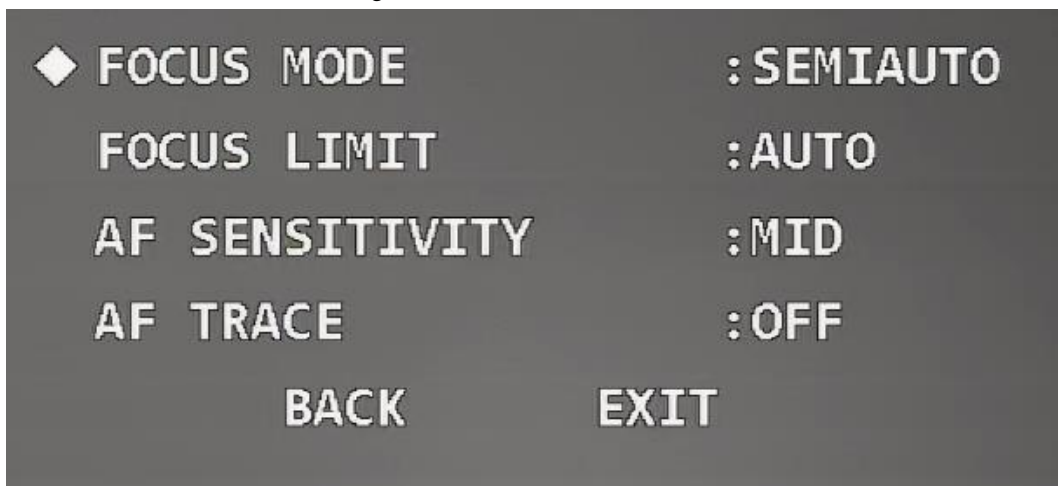 ◆ FOCUS MODE :SEMIAUTO
FOCUS LIMIT :AUTO
AF SENSITIVITY :MID
AF TRACE :OFF
BACK EXIT